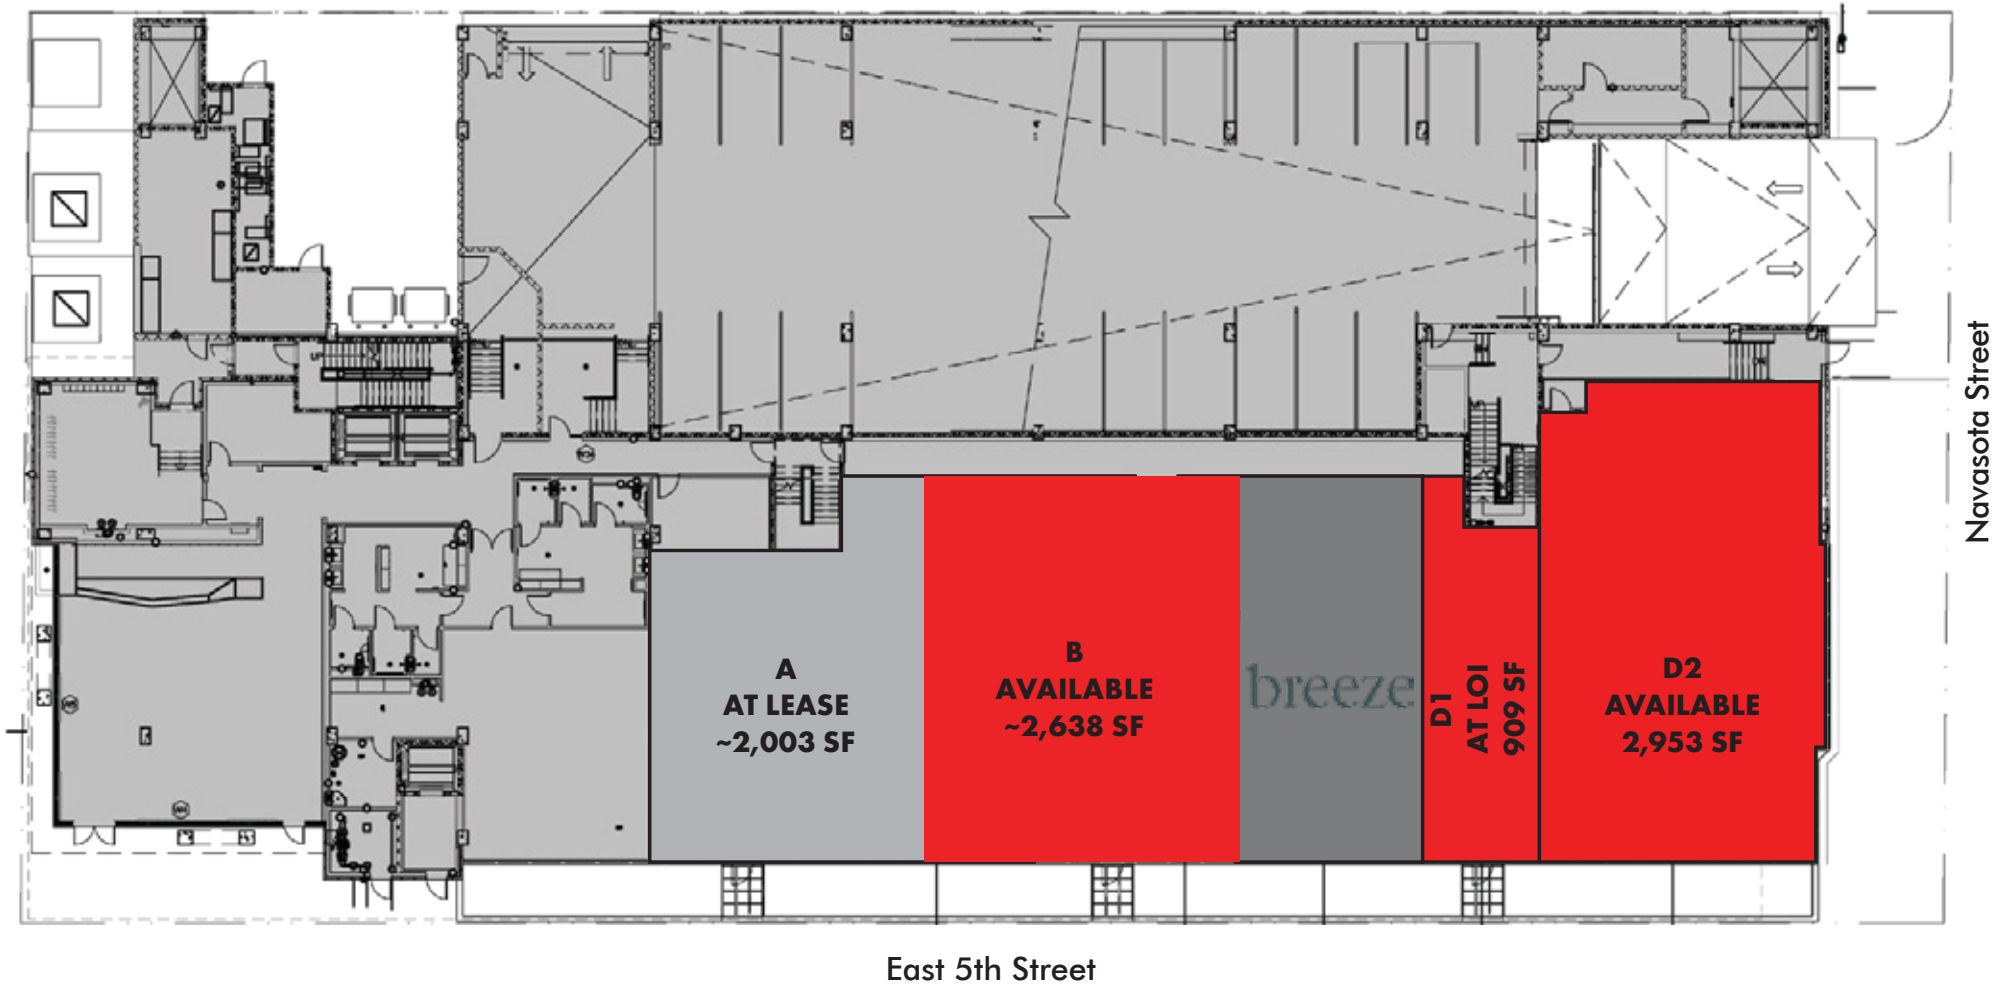 A
AT LEASE
~2,003 SF
B
AVAILABLE
~2,638 SF
breeze
D1
AT LOI
909 SF
D2
AVAILABLE
2,953 SF
Navasota Street
East 5th Street